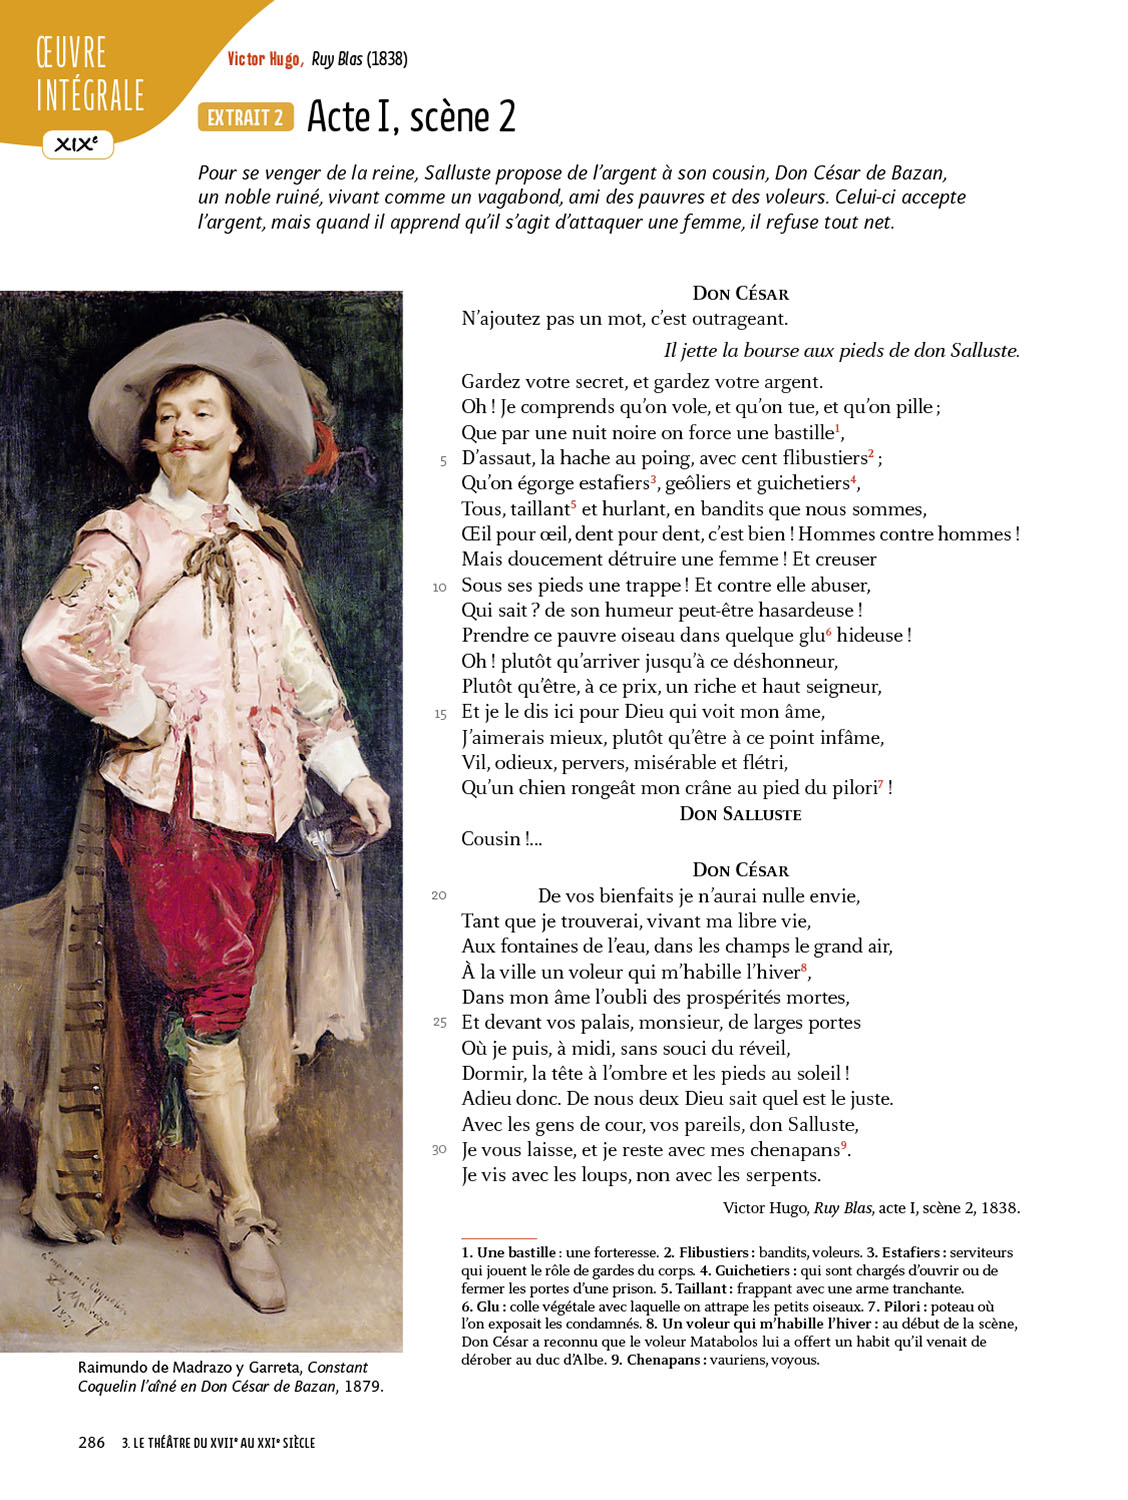 ŒUVRE
INTÉGRALE
XIXe
Victor Hugo, Ruy Blas (1838)
EXTRAIT 2 Acte I, scène 2
Pour se venger de la reine, Salluste propose de l’argent à son cousin, Don César de Bazan,
un noble ruiné, vivant comme un vagabond, ami des pauvres et des voleurs. Celui-ci accepte
l’argent, mais quand il apprend qu’il s’agit d’attaquer une femme, il refuse tout net.
DON CÉSAR
N’ajoutez pas un mot, c’est outrageant.
Il jette la bourse aux pieds de don Salluste.
Gardez votre secret, et gardez votre argent.
Oh ! Je comprends qu’on vole, et qu’on tue, et qu’on pille ;
Que par une nuit noire on force une bastille1,
5 D’assaut, la hache au poing, avec cent flibustiers2 ;
Qu’on égorge estafiers3, geôliers et guichetiers4,
Tous, taillant5 et hurlant, en bandits que nous sommes,
Œil pour œil, dent pour dent, c’est bien ! Hommes contre hommes !
Mais doucement détruire une femme ! Et creuser
10 Sous ses pieds une trappe ! Et contre elle abuser,
Qui sait ? de son humeur peut-être hasardeuse !
Prendre ce pauvre oiseau dans quelque glu6 hideuse !
Oh ! plutôt qu’arriver jusqu’à ce déshonneur,
Plutôt qu’être, à ce prix, un riche et haut seigneur,
15 Et je le dis ici pour Dieu qui voit mon âme,
J’aimerais mieux, plutôt qu’être à ce point infâme,
Vil, odieux, pervers, misérable et flétri,
Qu’un chien rongeât mon crâne au pied du pilori7 !
DON SALLUSTE
Cousin !...
DON CÉSAR
20 De vos bienfaits je n’aurai nulle envie,
Tant que je trouverai, vivant ma libre vie,
Aux fontaines de l’eau, dans les champs le grand air,
À la ville un voleur qui m’habille l’hiver8,
Dans mon âme l’oubli des prospérités mortes,
25 Et devant vos palais, monsieur, de larges portes
Où je puis, à midi, sans souci du réveil,
Dormir, la tête à l’ombre et les pieds au soleil !
Adieu donc. De nous deux Dieu sait quel est le juste.
Avec les gens de cour, vos pareils, don Salluste,
30 Je vous laisse, et je reste avec mes chenapans9.
Je vis avec les loups, non avec les serpents.
Victor Hugo, Ruy Blas, acte I, scène 2, 1838.
1. Une bastille : une forteresse. 2. Flibustiers : bandits, voleurs. 3. Estafiers : serviteurs
qui jouent le rôle de gardes du corps. 4. Guichetiers : qui sont chargés d’ouvrir ou de
fermer les portes d’une prison. 5. Taillant : frappant avec une arme tranchante.
6. Glu : colle végétale avec laquelle on attrape les petits oiseaux. 7. Pilori : poteau où
l’on exposait les condamnés. 8. Un voleur qui m’habille l’hiver : au début de la scène,
Don César a reconnu que le voleur Matabolos lui a offert un habit qu’il venait de
dérober au duc d’Albe. 9. Chenapans : vauriens, voyous.
1879
Raimundo de Madrazo y Garreta, Constant
Coquelin l’aîné en Don César de Bazan, 1879.
286 3. LE THÉÂTRE DU XVIIe AU XXIe SIÈCLE